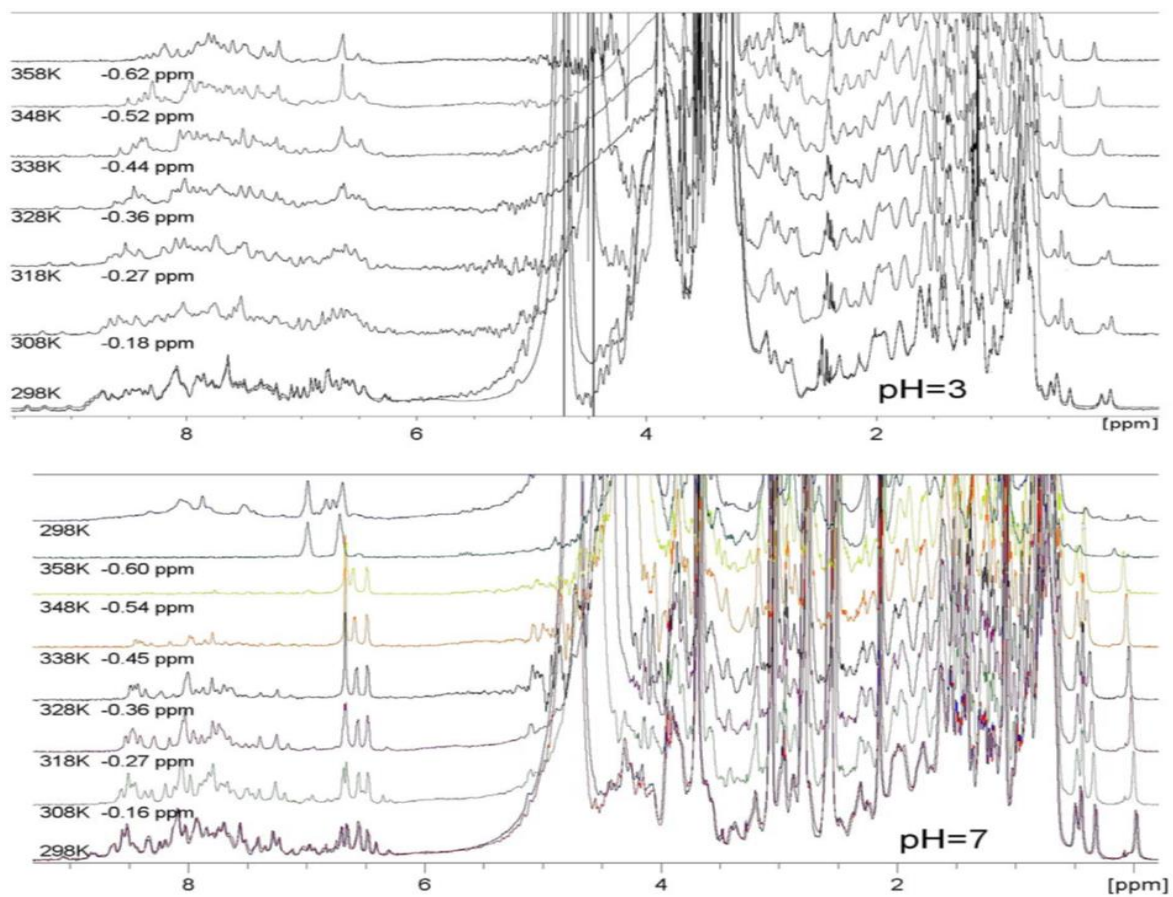 358K -0.62 ppm
348K -0.52 ppm
338K -0.44 ppm
328K -0.36 ppm
318K -0.27 ppm
308K -0.18 ppm
298K
pH=3
8 6 4 2 [ppm]
298K
358K -0.60 ppm
348K -0.54 ppm
338K -0.45 ppm
328K -0.36 ppm
318K -0.27 ppm
308K -0.16 ppm
298K
pH=7
8 6 4 2 [ppm]